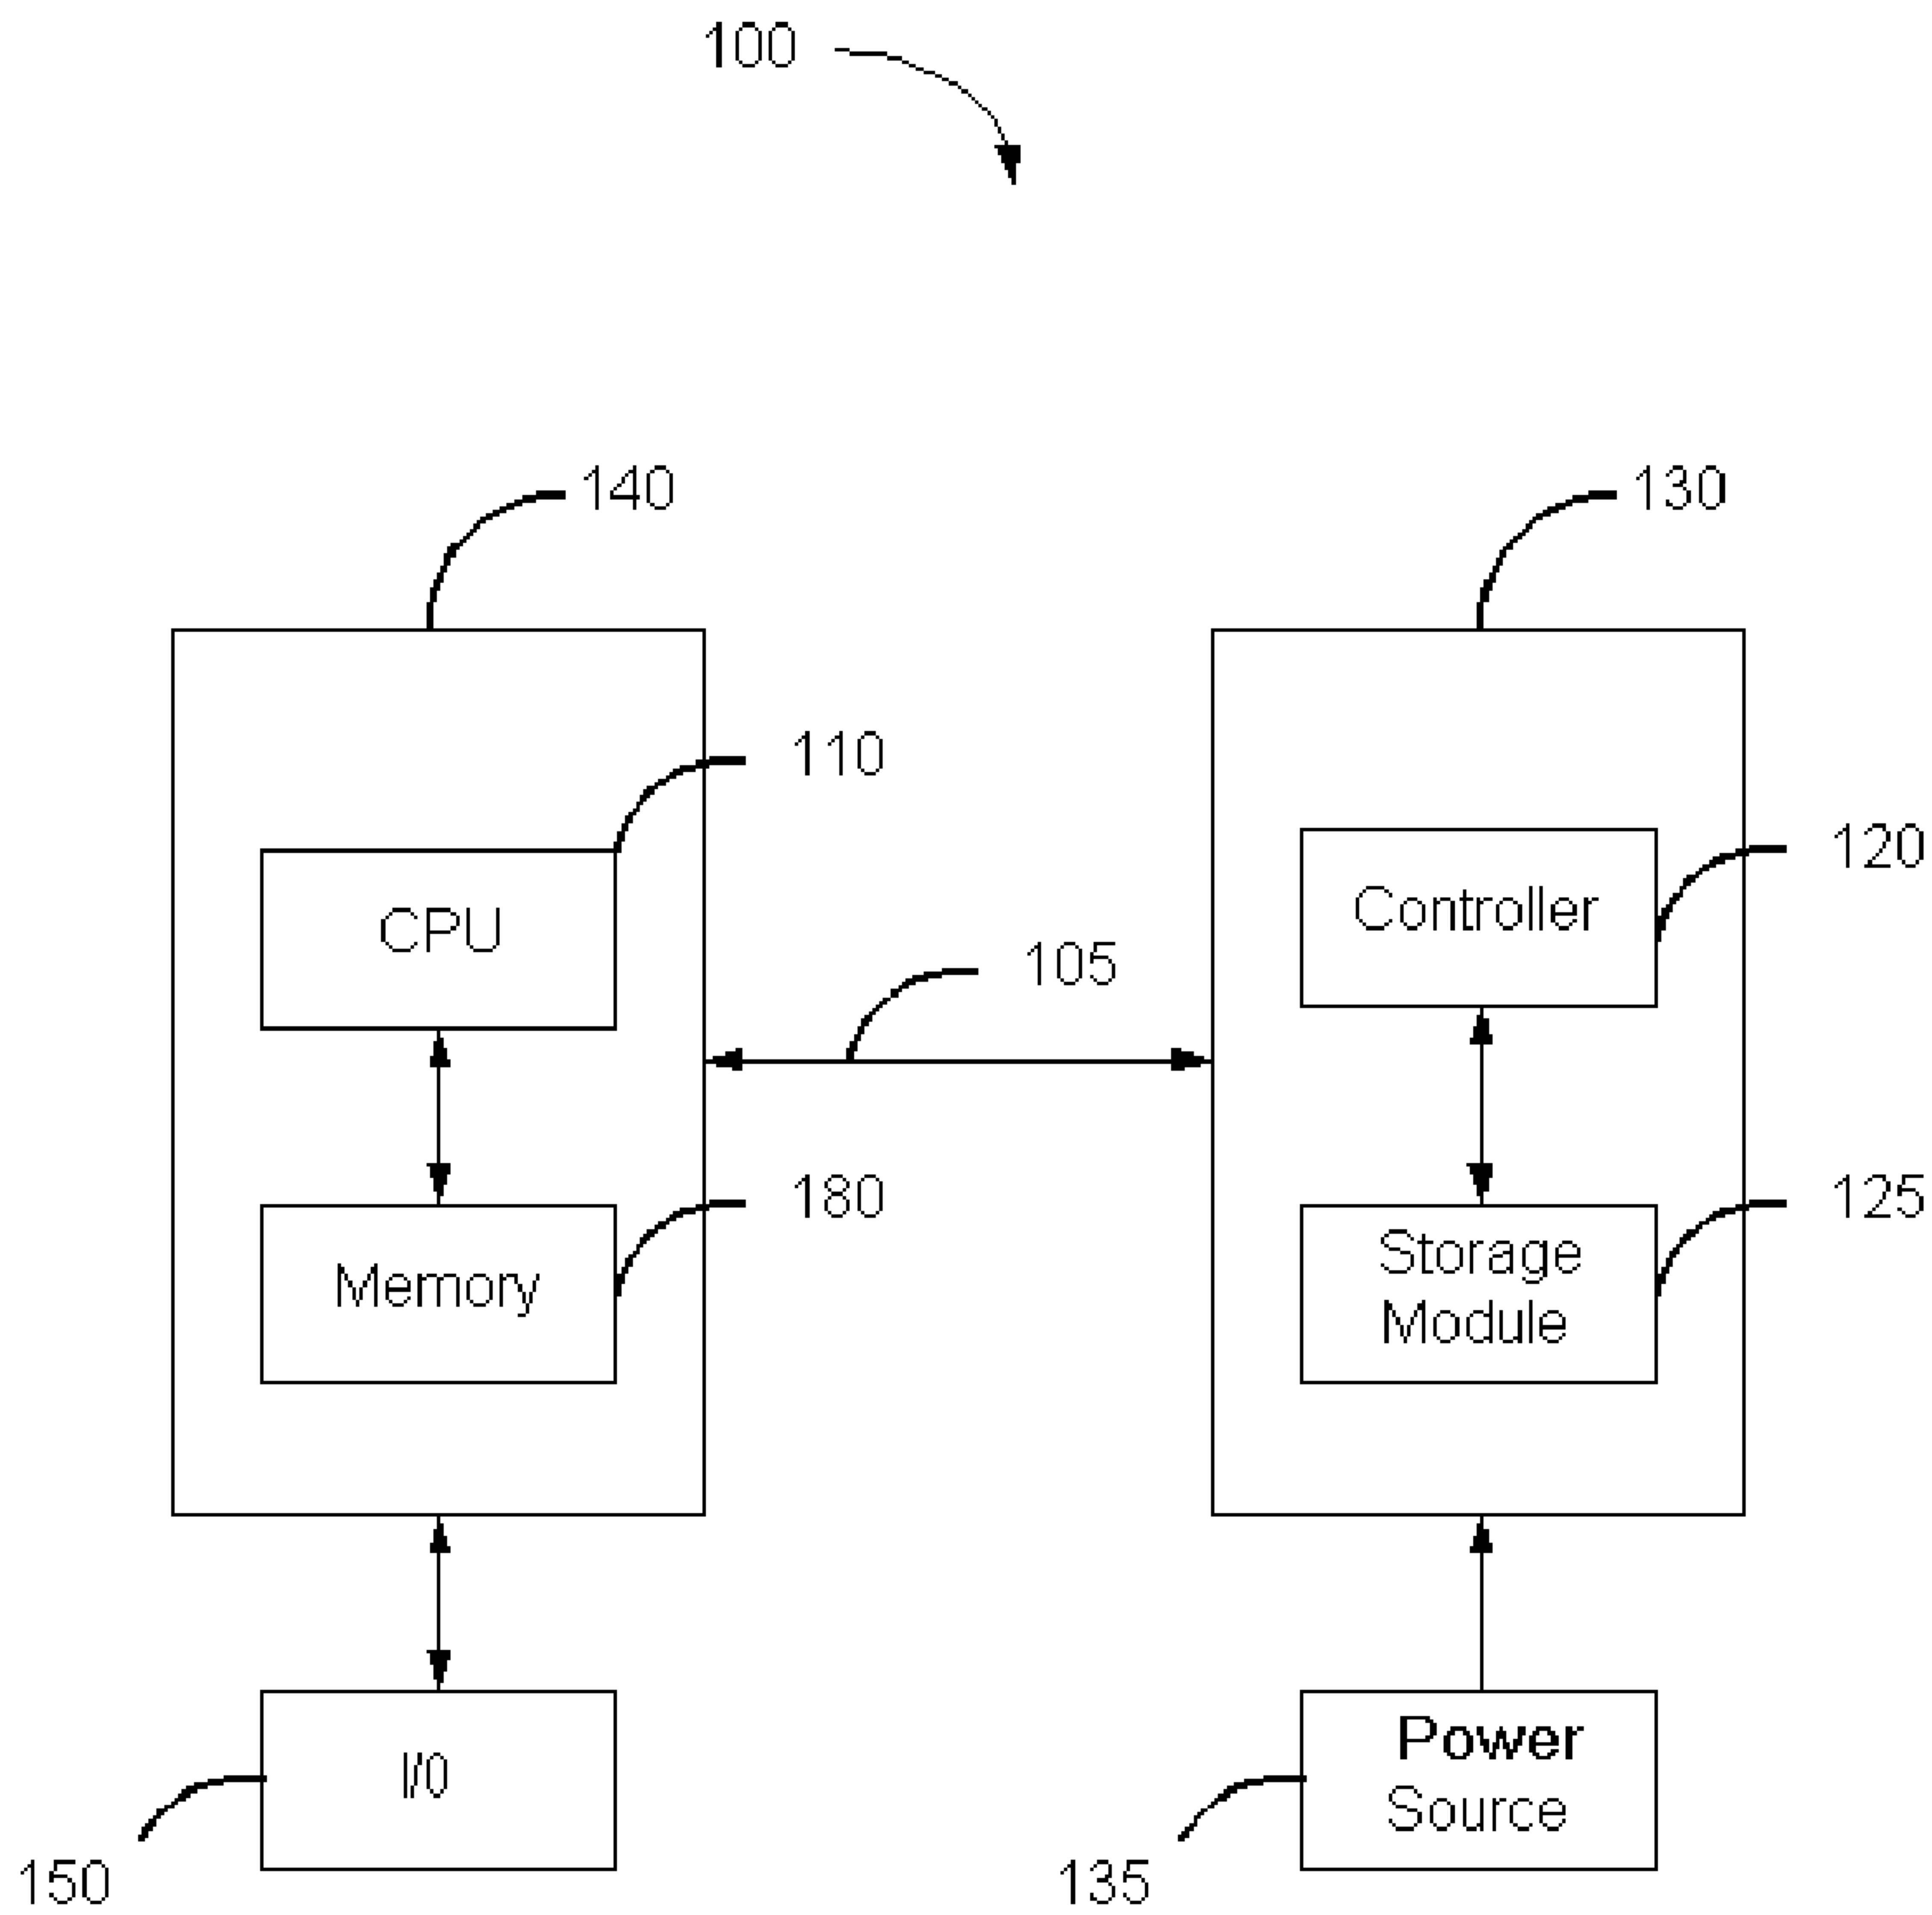 100
140
130
110
120
CPU
Controller
105
180
125
Memory
Storage
Module
I/0
Power
Source
150
135